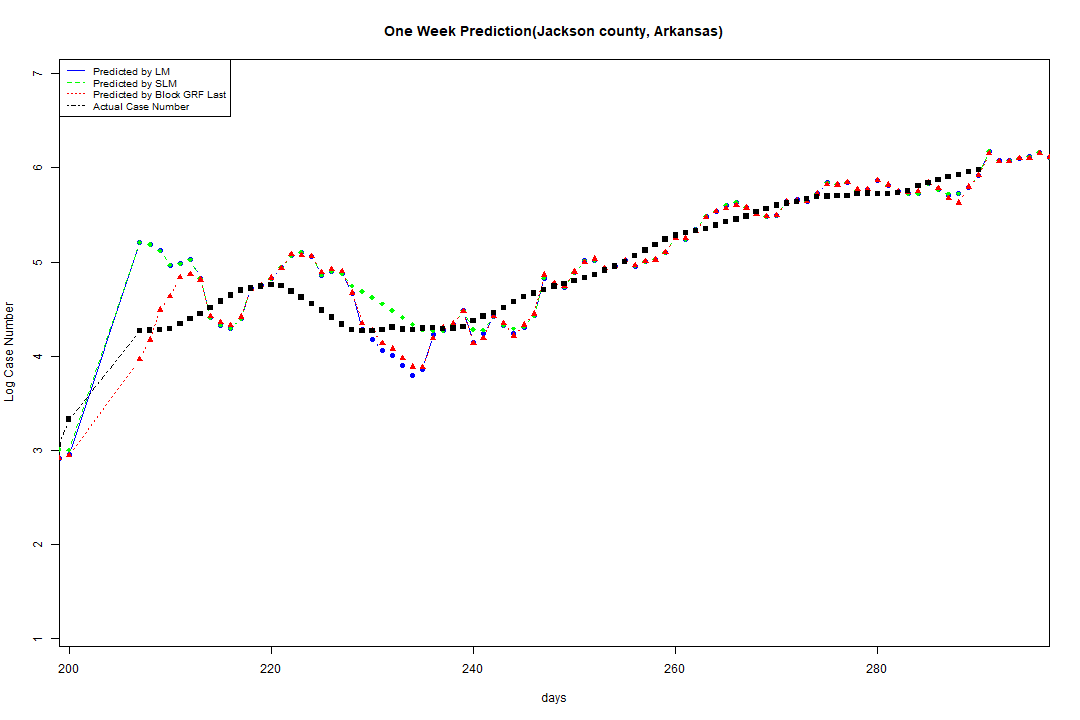 One Week Prediction(Jackson county, Arkansas)
Predicted by LM
Predicted by SLM
Predicted by Block GRF Last
Actual Case Number
7
6
5
4
3
2
1
Log Case Number
200 220 240 260 280
days